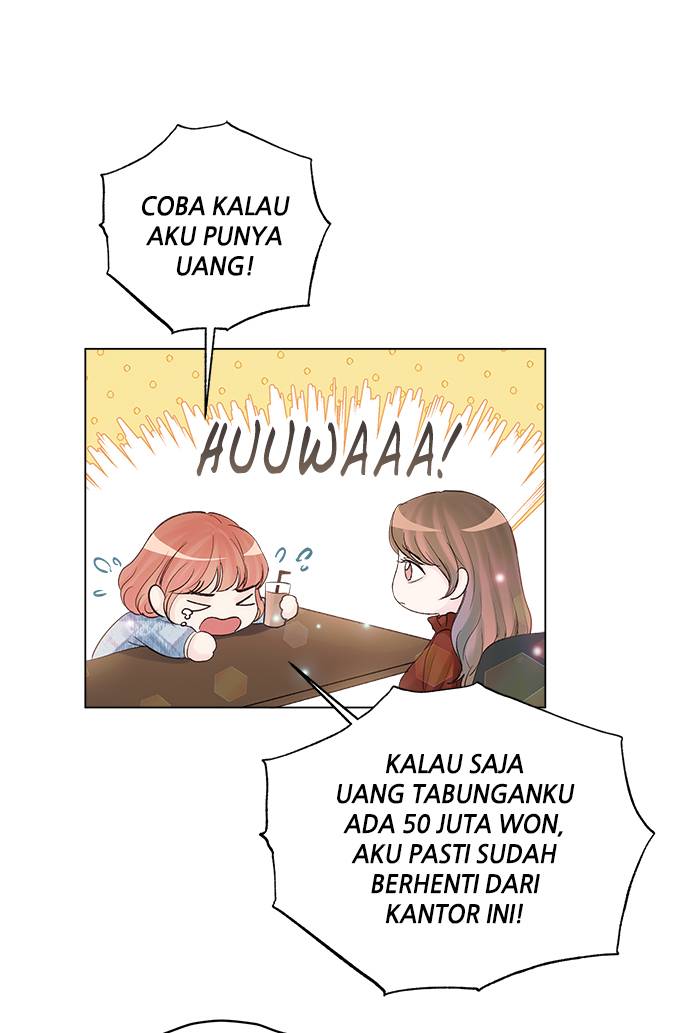 COBA KALAU
AKU PUNYA
UANG!
HUUWAAA!
KALAU SAJA
UANG TABUNGANKU
ADA 50 JUTA WON,
AKU PASTI SUDAH
BERHENTI DARI
KANTOR INI!